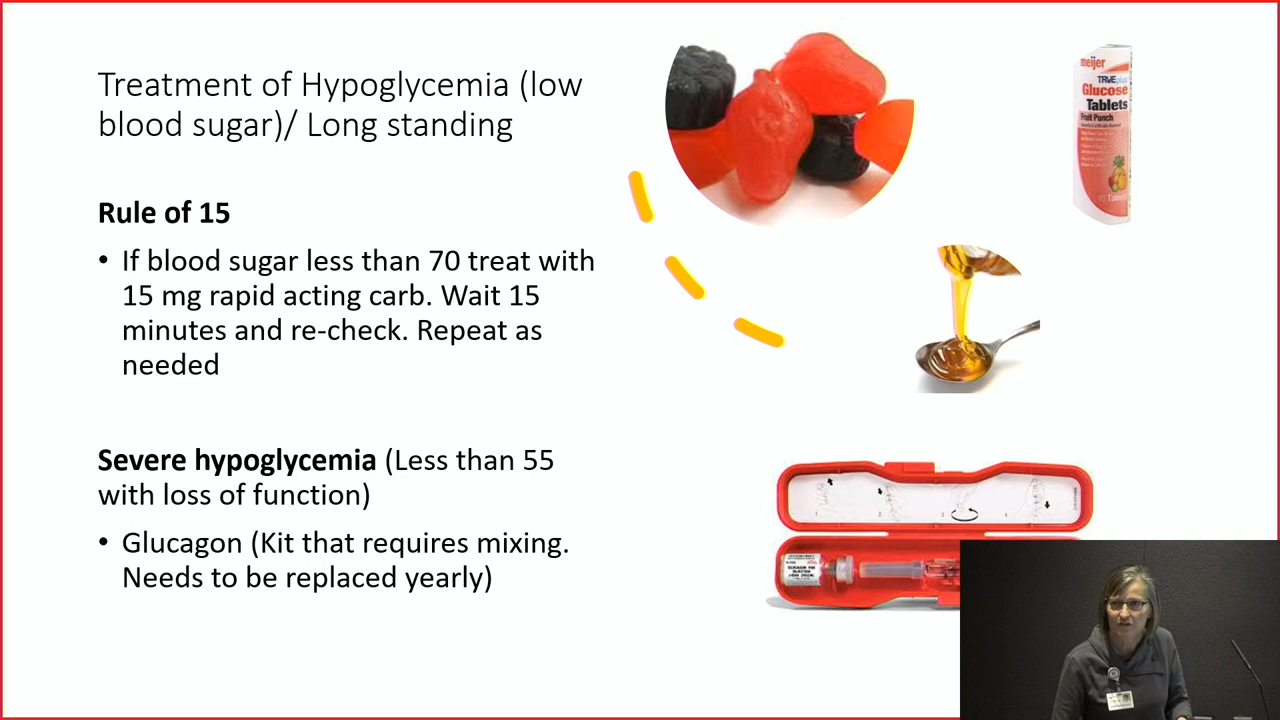 Treatment of Hypoglycemia (low
blood sugar)/ Long standing
Rule of 15
• If blood sugar less than 70 treat with
15 mg rapid acting carb. Wait 15
minutes and re-check. Repeat as
needed
Severe hypoglycemia (Less than 55
with loss of function)
• Glucagon (Kit that requires mixing.
Needs to be replaced yearly)
meijer
TRUEplus
Glucose
Tablets
Fruit Punch